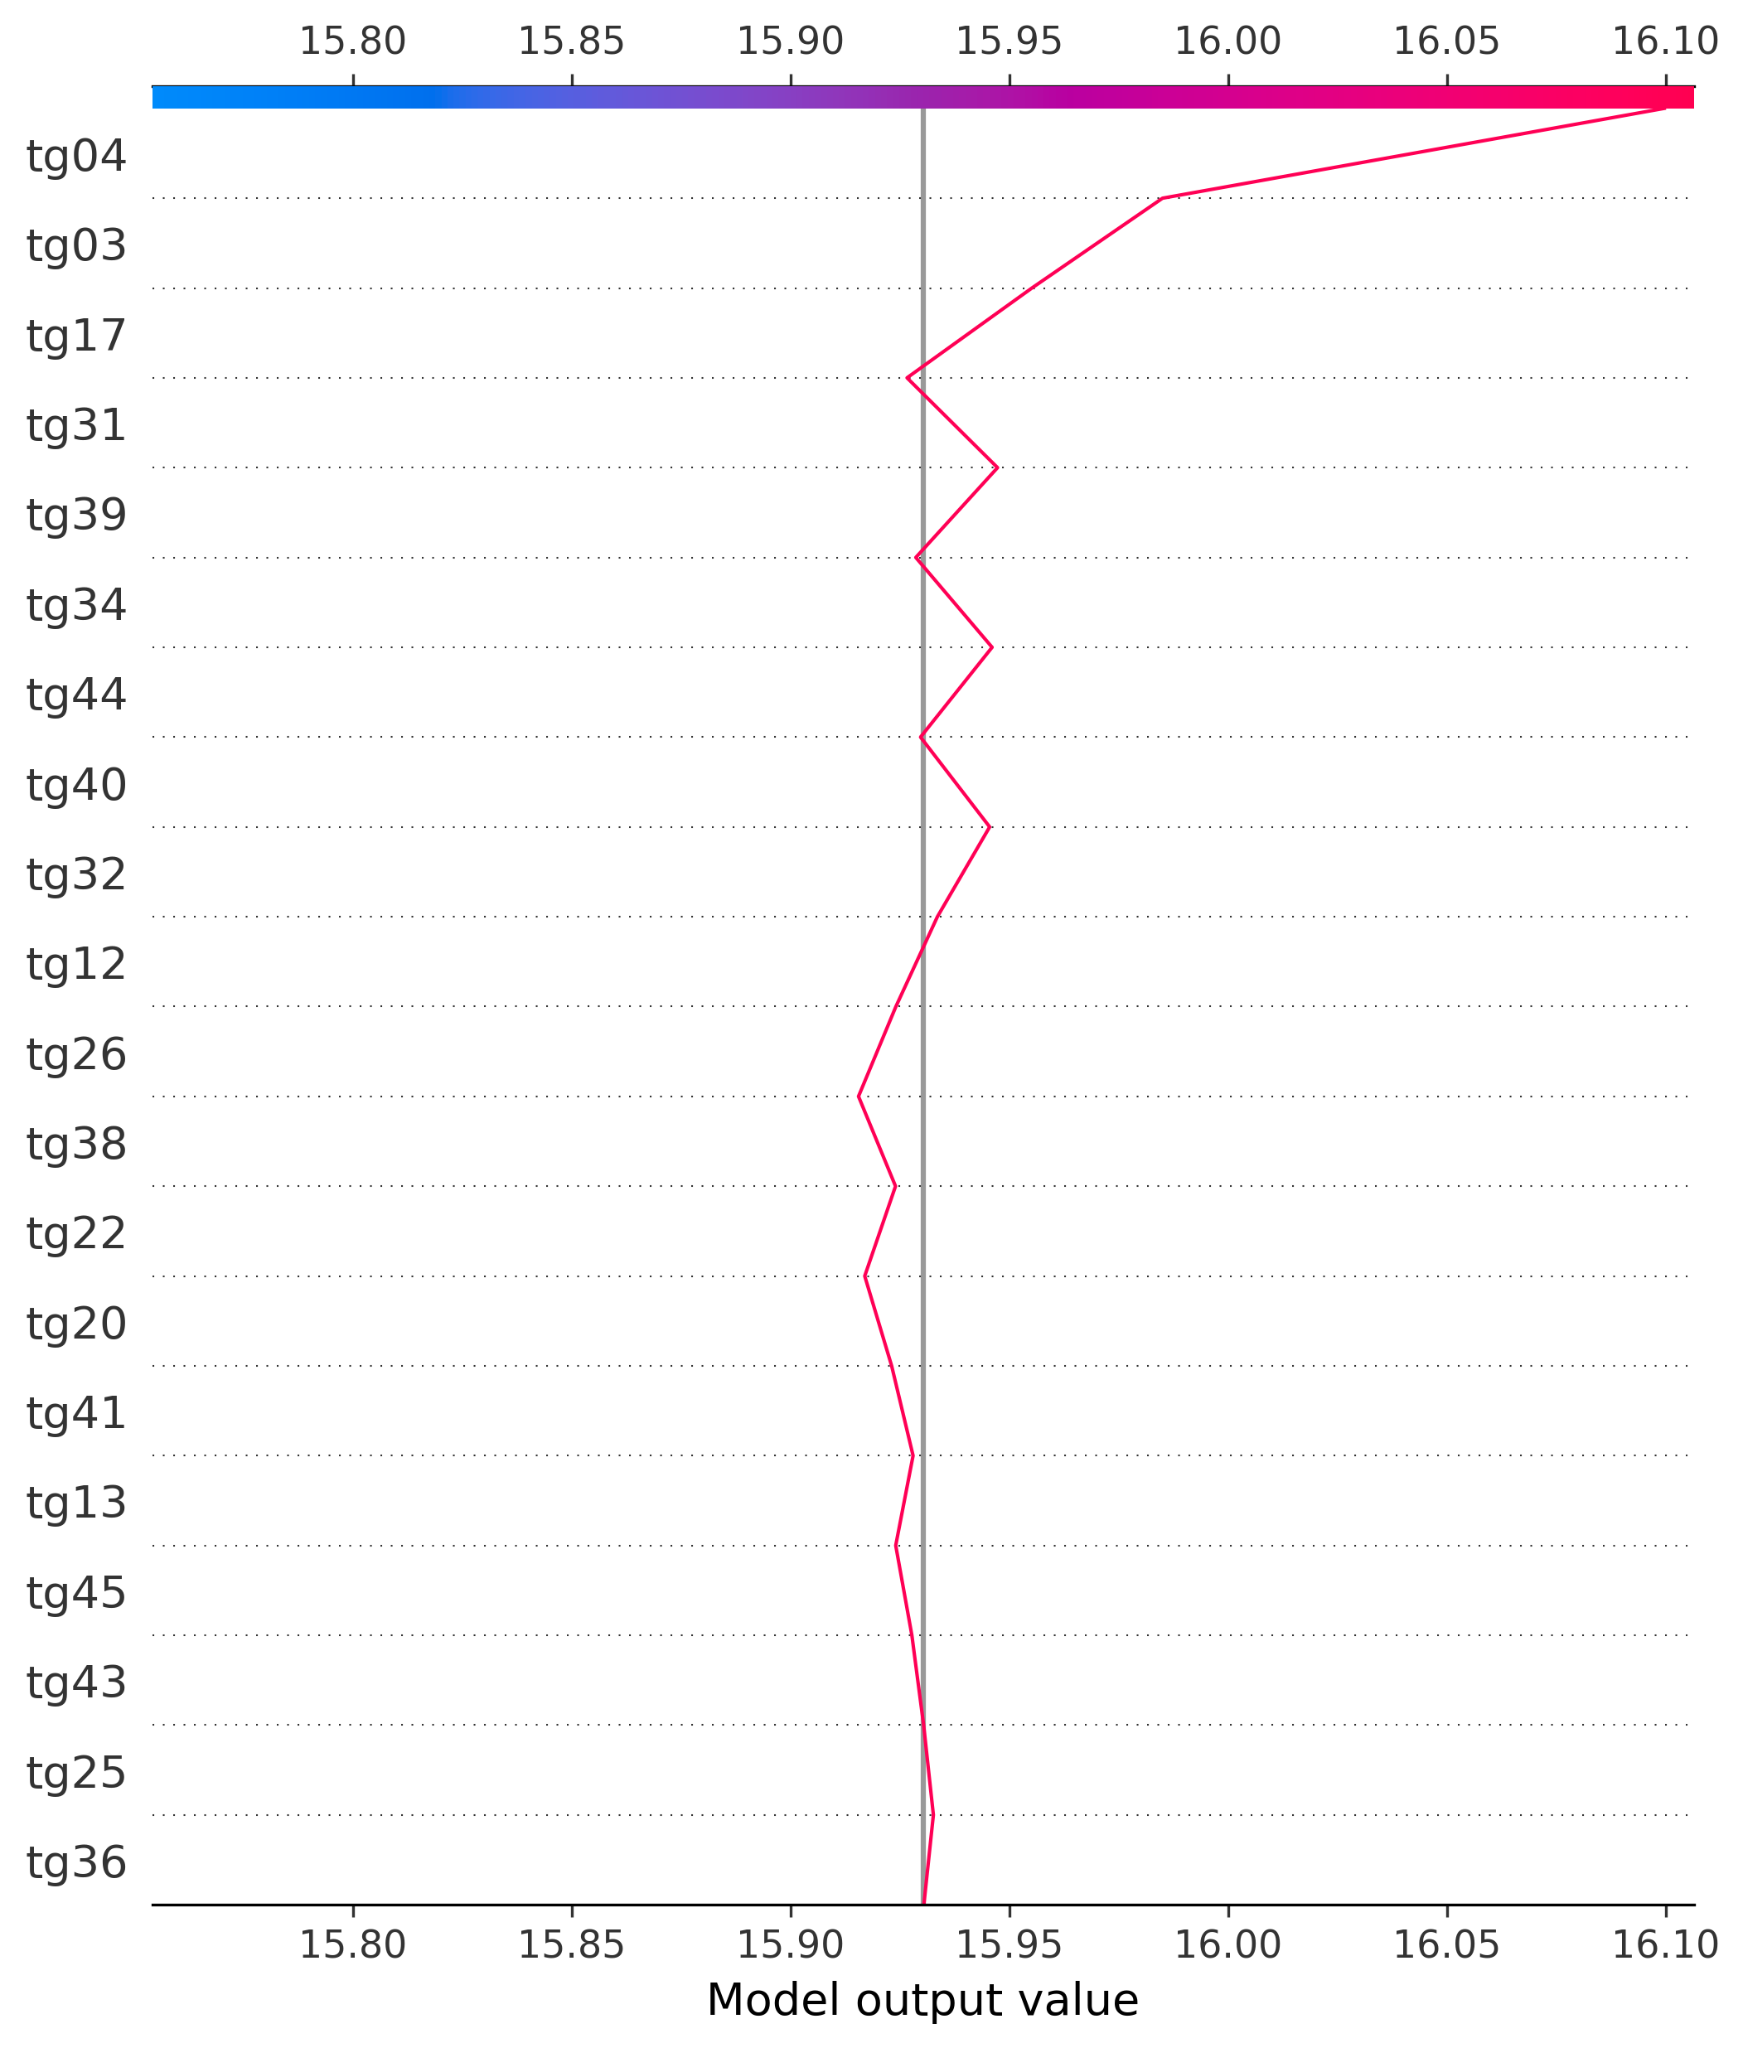 15.80 15.85 15.90 15.95 16.00 16.05 16.10
tg04
tg03
tg17
tg31
tg39
tg34
tg44
tg40
tg32
tg12
tg26
tg38
tg22
tg20
tg41
tg13
tg45
tg43
tg25
tg36
15.80 15.85 15.90 15.95 16.00 16.05 16.10
Model output value